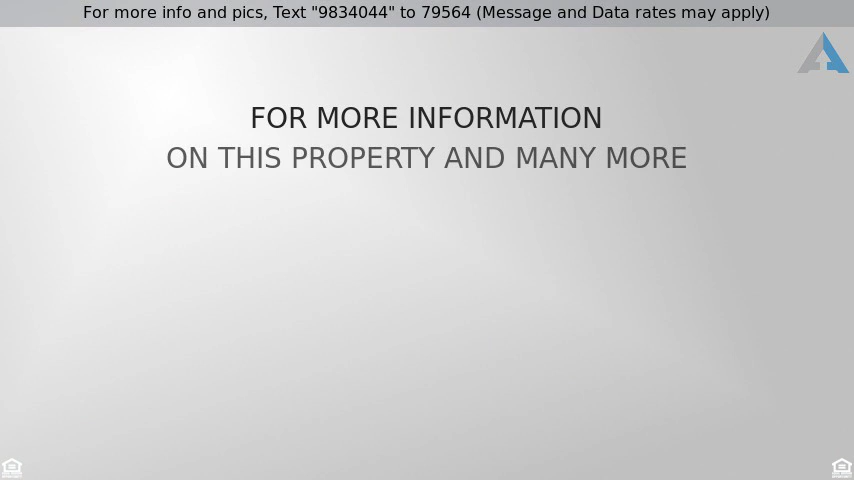 For more info and pics, Text "9834044" to 79564 (Message and Data rates may apply)
FOR MORE INFORMATION
ON THIS PROPERTY AND MANY MORE